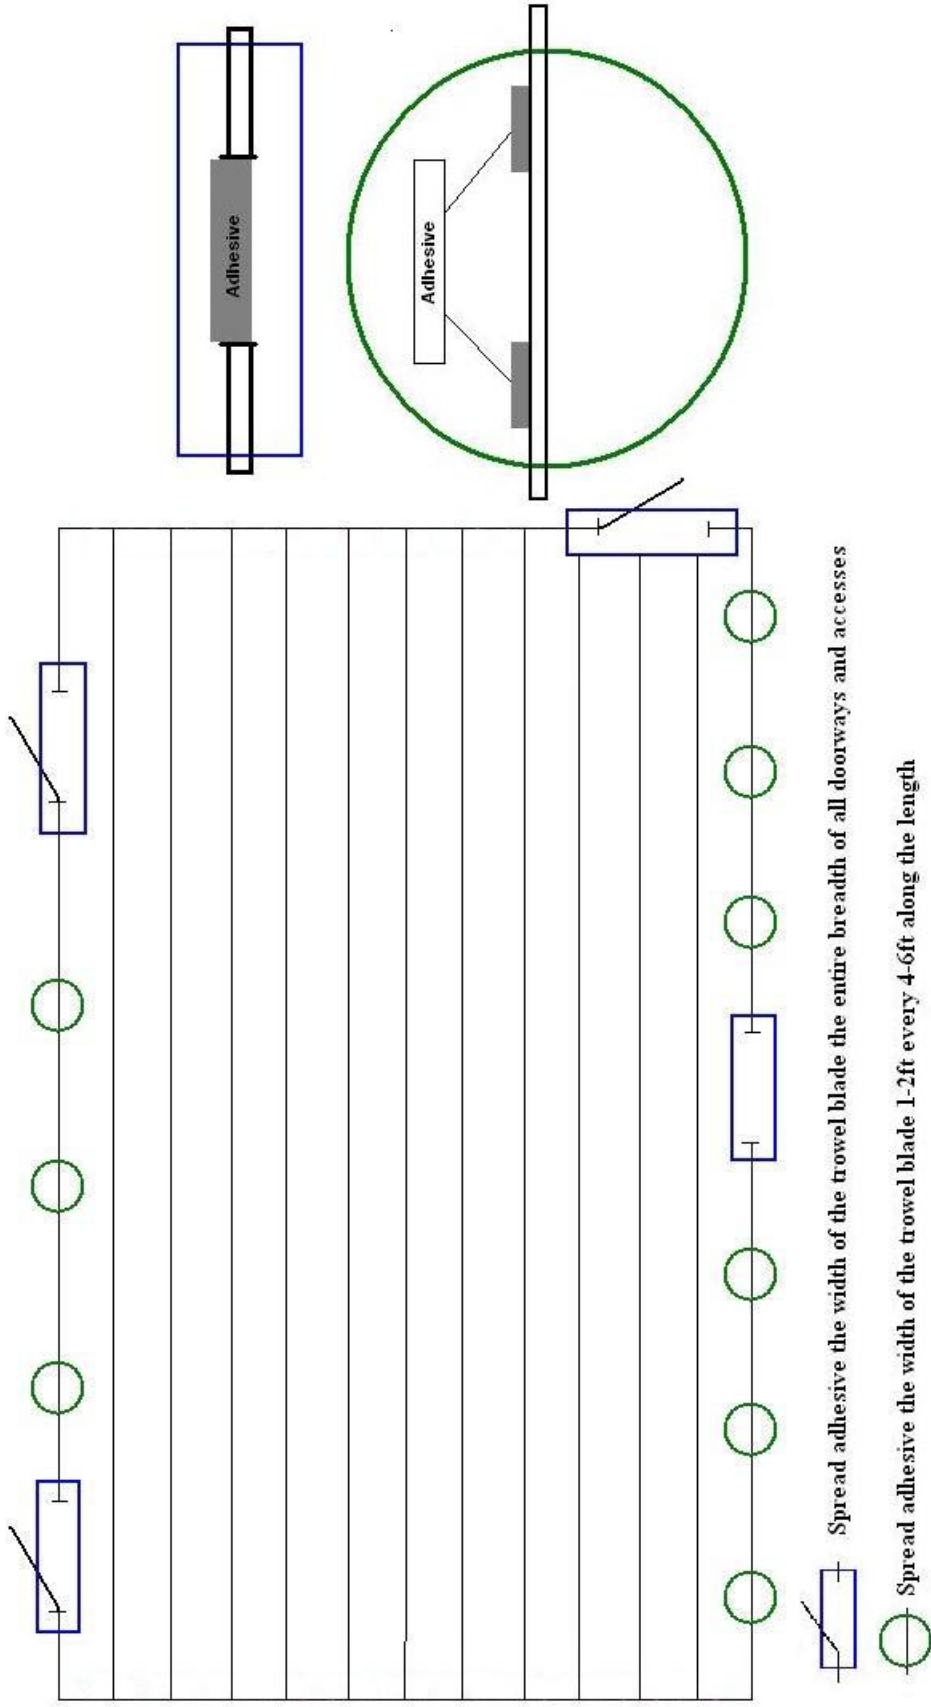 Adhesive
Adhesive
Spread adhesive the width of the trowel blade the entire breadth of all doorways and accesses
Spread adhesive the width of the trowel blade 1-2ft every 4-6ft along the length